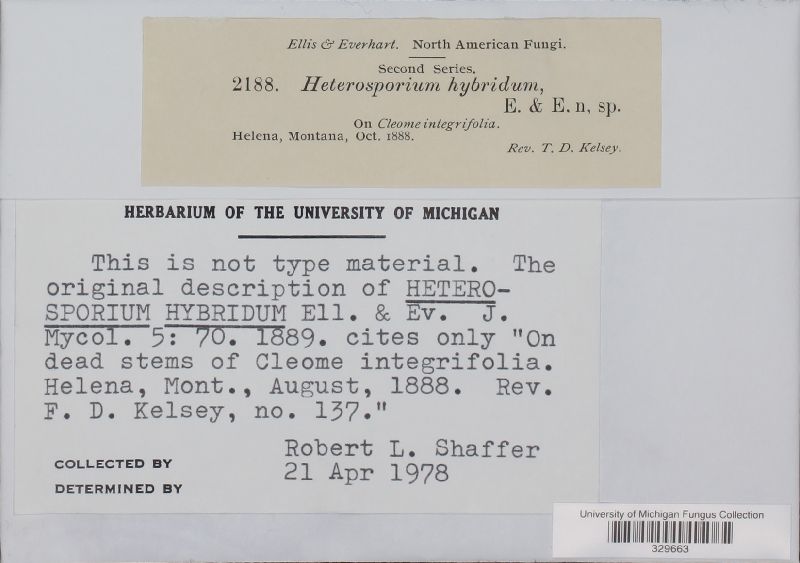 Ellis & Everhart. North American Fungi.
Second Series.
2188. Heterosporium hybridum,
E. & E. n, sp.
On Cleome integrifolia.
Helena, Montana, Oct. 1888.
Rev. T. D. Kelsey.
HERBARIUM OF THE UNIVERSITY OF MICHIGAN
This is not type material. The
original description of HETERO-
SPORIUM HYBRIDUM Ell. & Ev. J.
Mycol. 5: 70. 1889. cites only "On
dead stems of Cleome integrifolia.
Helena, Mont., August, 1888. Rev.
F. D. Kelsey, no. 137."
Robert L. Shaffer
COLLECTED BY
21 Apr 1978
DETERMINED BY
University of Michigan Fungus Collection
329663